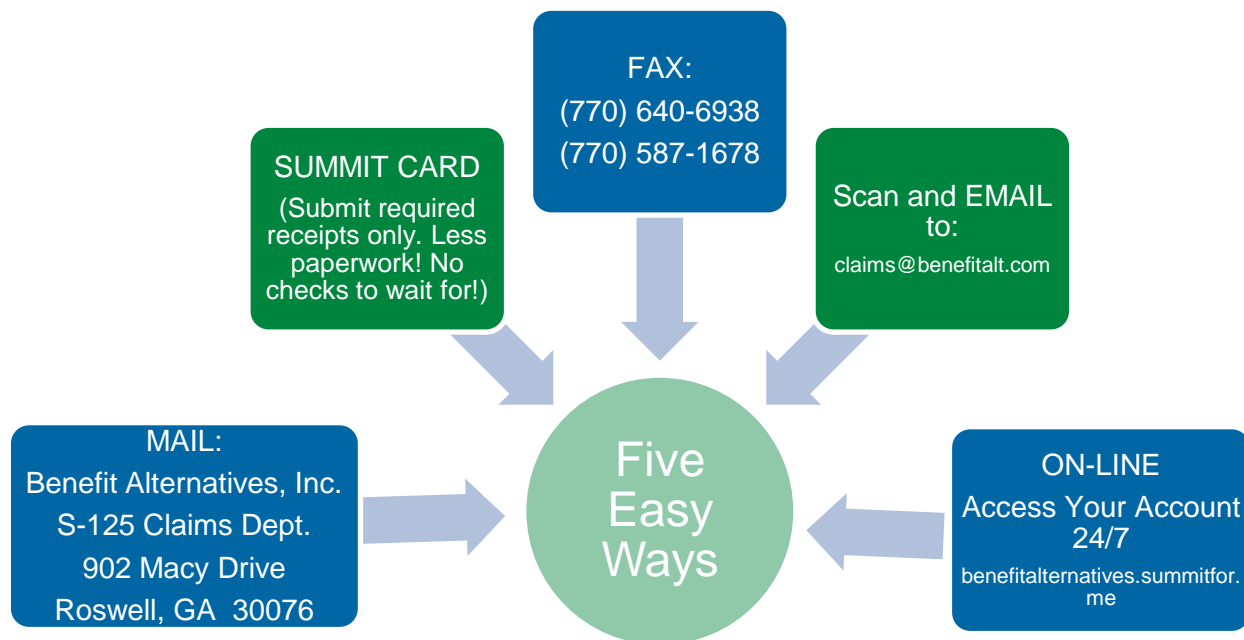 FAX:
(770) 640-6938
(770) 587-1678
SUMMIT CARD
(Submit required
receipts only. Less
paperwork! No
checks to wait for!)
Scan and EMAIL
to:
claims@benefitalt.com
MAIL:
Benefit Alternatives, Inc.
S-125 Claims Dept.
902 Macy Drive
Roswell, GA  30076
Five
Easy
Ways
ON-LINE
Access Your Account
24/7
benefitalternatives.summitfor.
me